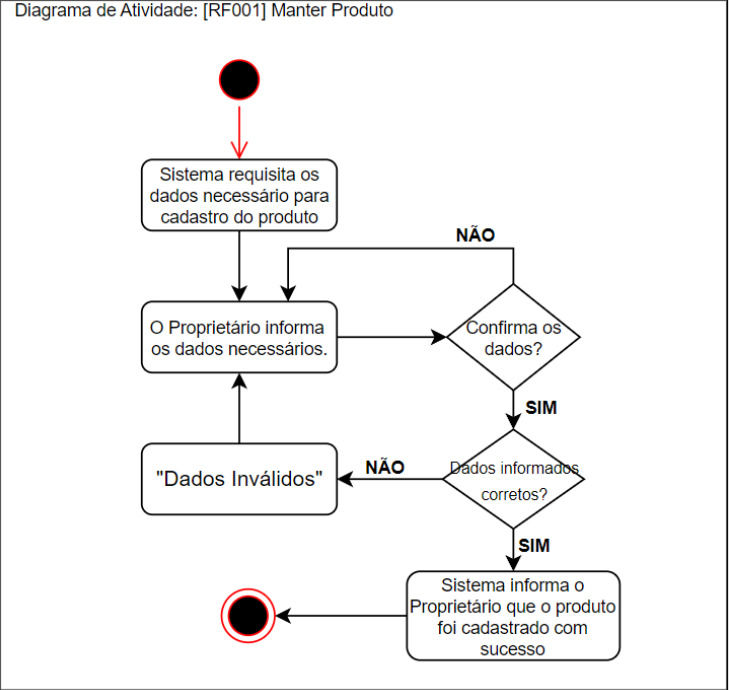 Diagrama de Atividade: [RF001] Manter Produto
Sistema requisita os
dados necessário para
cadastro do produto
NÃO
O Proprietário informa
os dados necessários.
Confirma os
dados?
SIM
"Dados Inválidos"
NÃO
Dados informados
corretos?
SIM
Sistema informa o
Proprietário que o produto
foi cadastrado com
sucesso